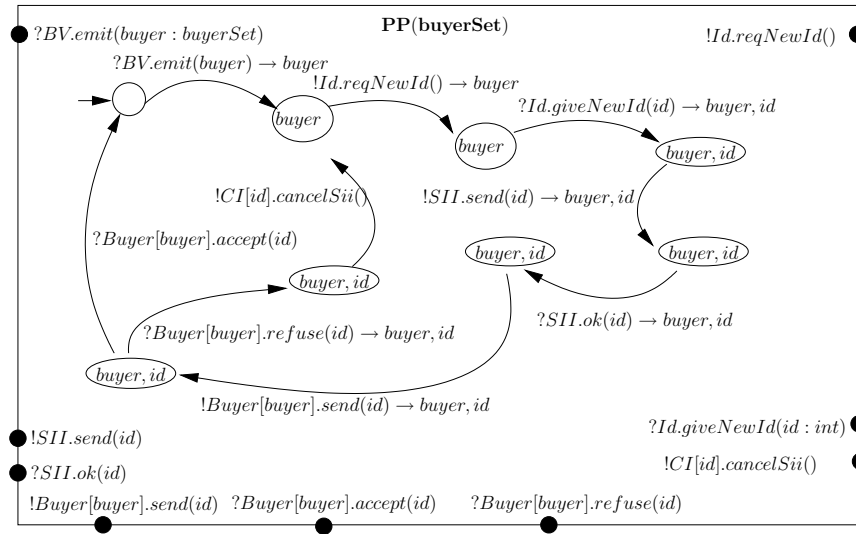 PP(buyerSet)
?BV.emit(buyer : buyerSet)
!Id.reqNewId()
?BV.emit(buyer) → buyer
!Id.reqNewId() → buyer
?Id.giveNewId(id) → buyer, id
buyer
buyer
buyer, id
!CI[id].cancelSii()
!SII.send(id) → buyer, id
?Buyer[buyer].accept(id)
buyer, id
buyer, id
buyer, id
?Buyer[buyer].refuse(id) → buyer, id
?SII.ok(id) → buyer, id
buyer, id
!Buyer[buyer].send(id) → buyer, id
?Id.giveNewId(id : int)
!SII.send(id)
!CI[id].cancelSii()
?SII.ok(id)
!Buyer[buyer].send(id)
?Buyer[buyer].accept(id)
?Buyer[buyer].refuse(id)